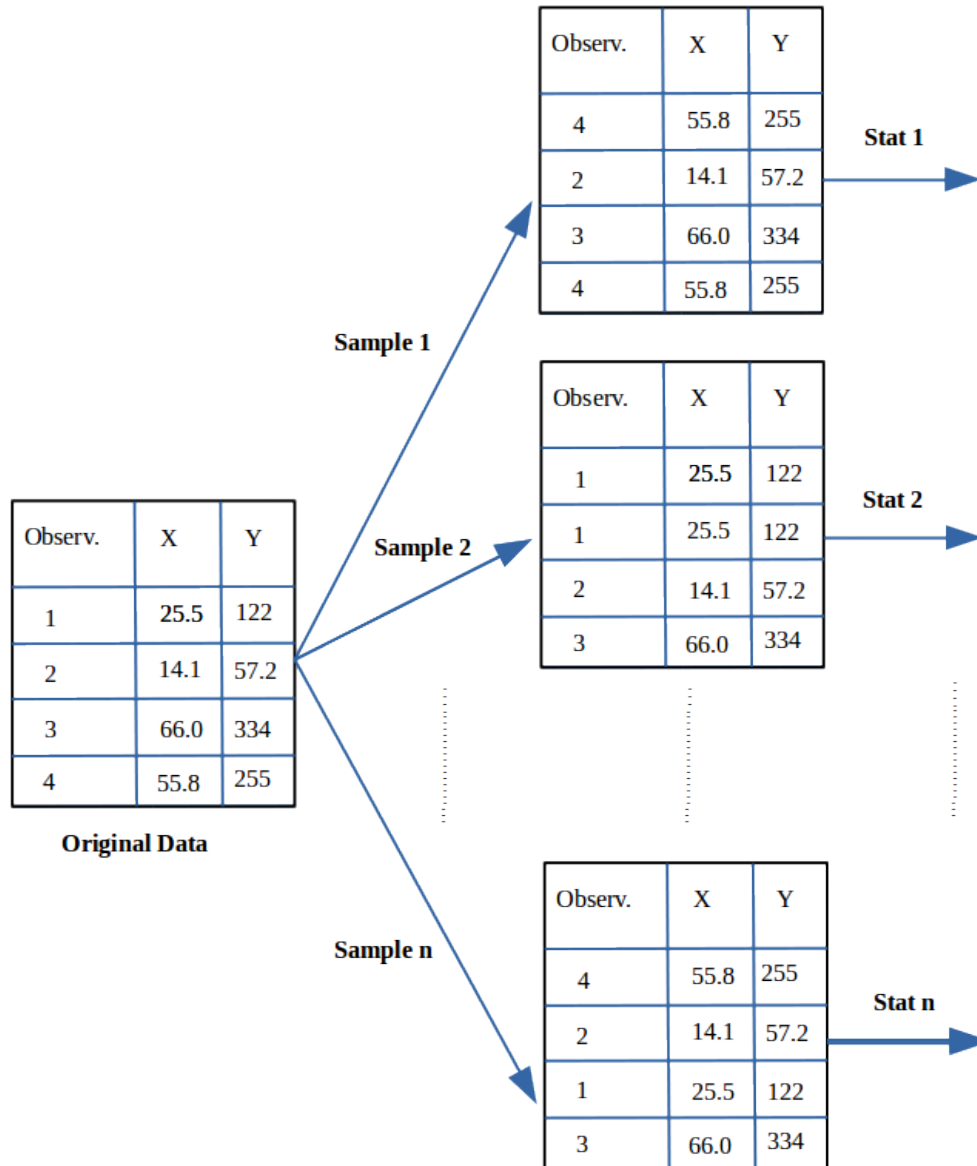 Observ. X Y
4 55.8 255
2 14.1 57.2
3 66.0 334
4 55.8 255
Stat 1
Sample 1
Observ. X Y
1 25.5 122
1 25.5 122
2 14.1 57.2
3 66.0 334
Stat 2
Sample 2
Observ. X Y
1 25.5 122
2 14.1 57.2
3 66.0 334
4 55.8 255
Original Data
Sample n
Observ. X Y
4 55.8 255
2 14.1 57.2
1 25.5 122
3 66.0 334
Stat n